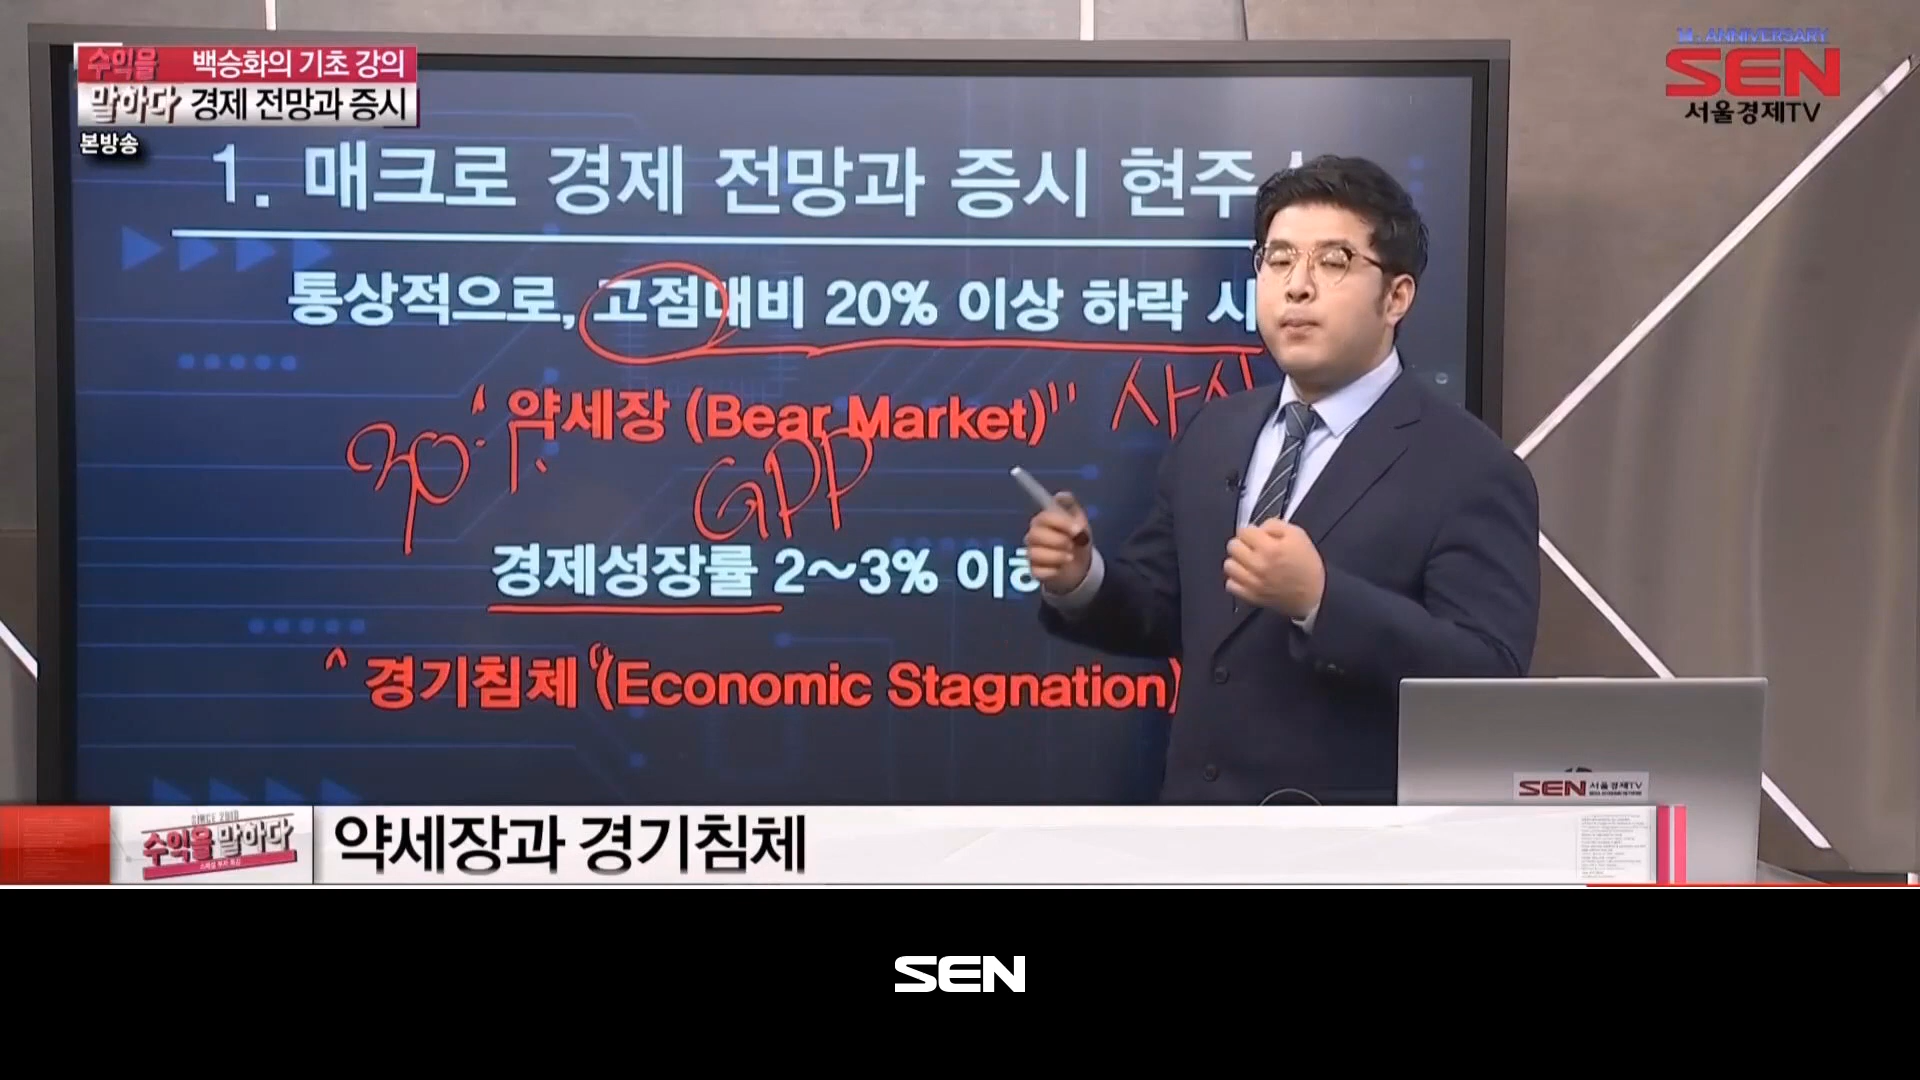 수익을 말하다
백승화의 기초 강의
경제 전망과 증시
본방송
ANNIVERSARY
SEN
서울경제TV
1. 매크로 경제 전망과 증시 현주
통상적으로, 고점대비 20% 이상 하락 시
"약세장 (Bear Market)"
30%
GDP
경제성장률 2~3% 이하
"경기침체"(Economic Stagnation)
SEN 서울경제TV
SINCE 2008
수익을 말하다
약세장과 경기침체
SEN